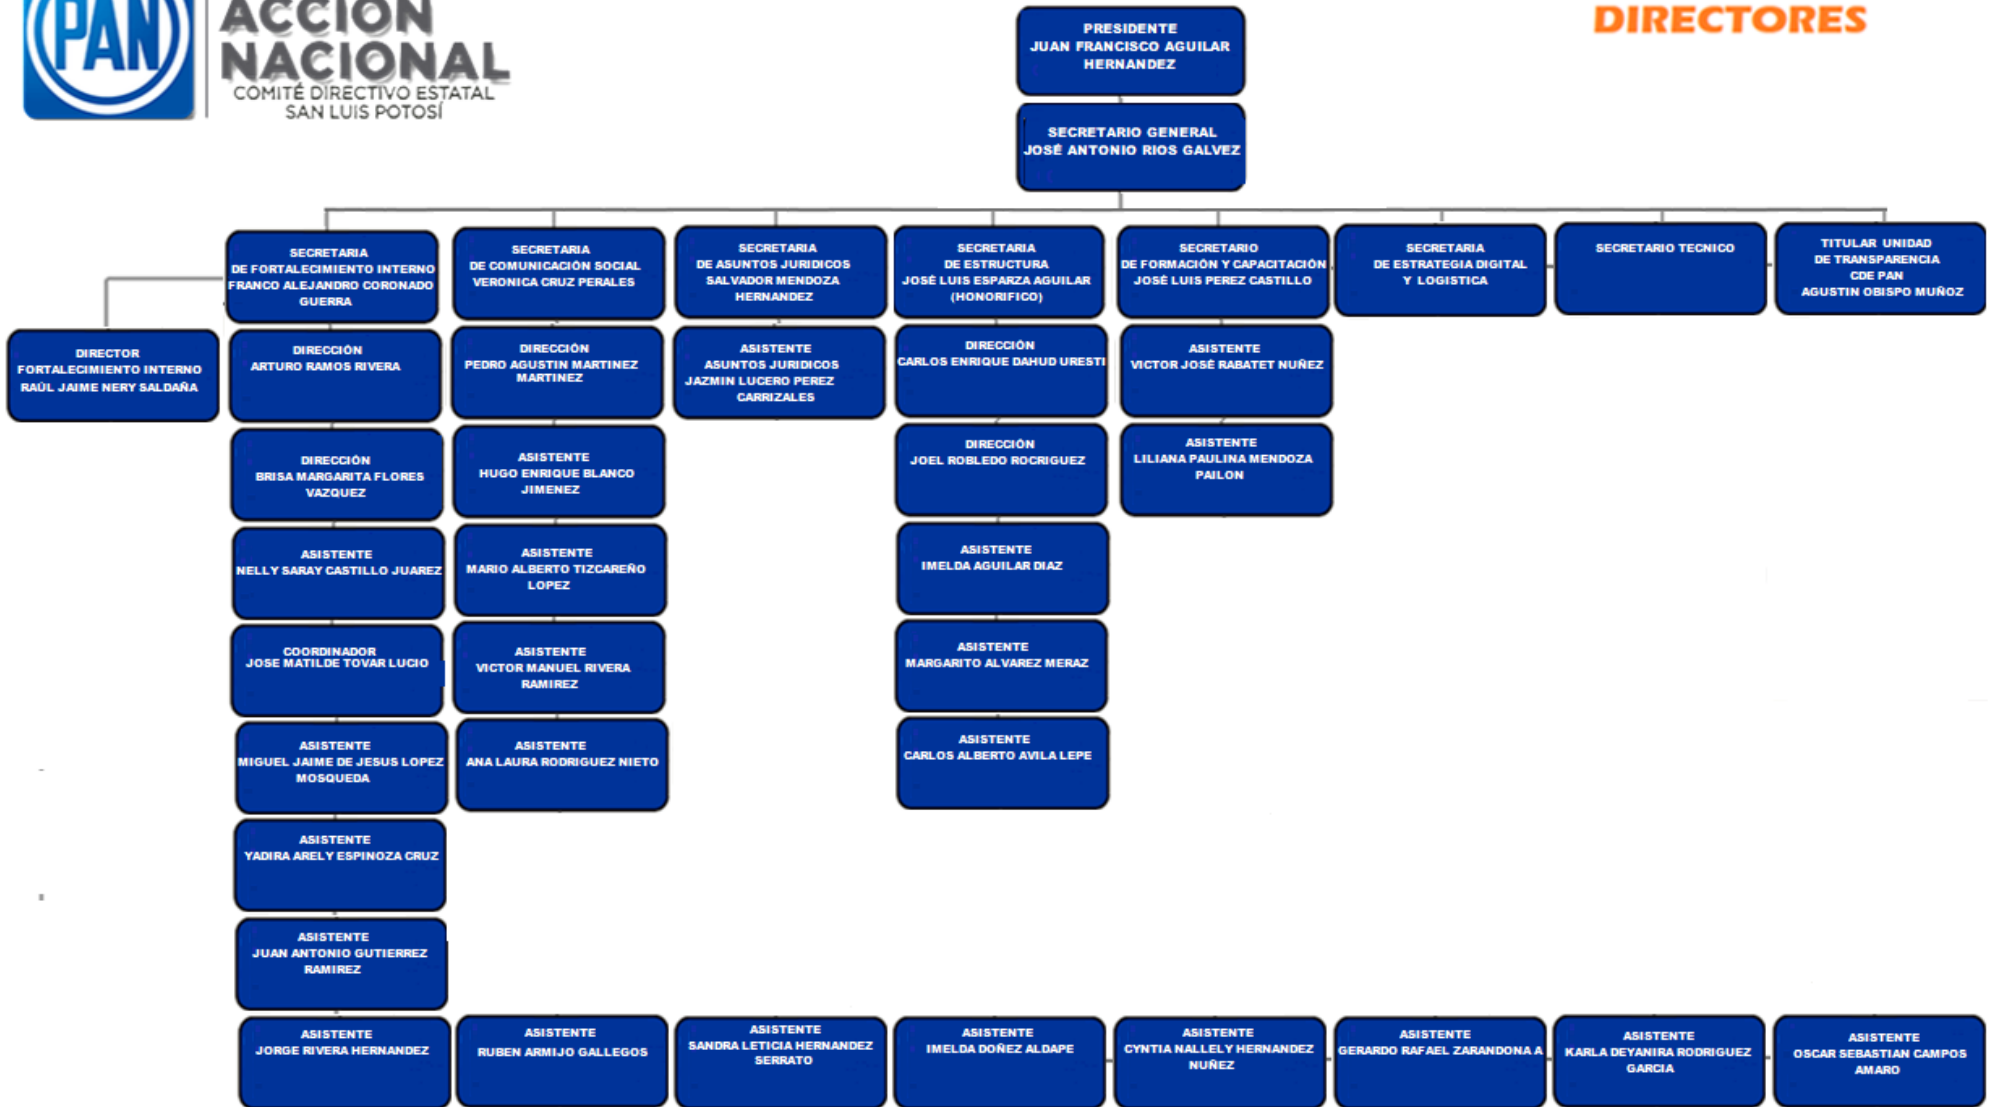 PAN
ACCIÓN
NACIONAL
COMITÉ DIRECTIVO ESTATAL
SAN LUIS POTOSÍ
DIRECTORES
PRESIDENTE
JUAN FRANCISCO AGUILAR
HERNANDEZ
SECRETARIO GENERAL
JOSÉ ANTONIO RIOS GALVEZ
SECRETARIA
DE FORTALECIMIENTO INTERNO
FRANCO ALEJANDRO CORONADO
GUERRA
SECRETARIA
DE COMUNICACIÓN SOCIAL
VERONICA CRUZ PERALES
SECRETARIA
DE ASUNTOS JURIDICOS
SALVADOR MENDOZA
HERNANDEZ
SECRETARIA
DE ESTRUCTURA
JOSÉ LUIS ESPARZA AGUILAR
(HONORIFICO)
SECRETARIO
DE FORMACIÓN Y CAPACITACIÓN
JOSÉ LUIS PEREZ CASTILLO
SECRETARIA
DE ESTRATEGIA DIGITAL
Y LOGISTICA
SECRETARIO TECNICO
TITULAR UNIDAD
DE TRANSPARENCIA
CDE PAN
AGUSTIN OBISPO MUÑOZ
DIRECTOR
FORTALECIMIENTO INTERNO
RAÚL JAIME NERY SALDAÑA
DIRECCIÓN
ARTURO RAMOS RIVERA
DIRECCIÓN
PEDRO AGUSTIN MARTINEZ
MARTINEZ
ASISTENTE
ASUNTOS JURIDICOS
JAZMIN LUCERO PEREZ
CARRIZALES
DIRECCIÓN
CARLOS ENRIQUE DAHUD URESTI
ASISTENTE
VICTOR JOSÉ RABATET NUÑEZ
DIRECCIÓN
BRISA MARGARITA FLORES
VAZQUEZ
ASISTENTE
HUGO ENRIQUE BLANCO
JIMENEZ
DIRECCIÓN
JOEL ROBLEDO ROCRIGUEZ
ASISTENTE
LILIANA PAULINA MENDOZA
PAILON
ASISTENTE
NELLY SARAY CASTILLO JUAREZ
ASISTENTE
MARIO ALBERTO TIZCAREÑO
LOPEZ
ASISTENTE
IMELDA AGUILAR DIAZ
COORDINADOR
JOSE MATILDE TOVAR LUCIO
ASISTENTE
VICTOR MANUEL RIVERA
RAMIREZ
ASISTENTE
MARGARITO ALVAREZ MERAZ
ASISTENTE
MIGUEL JAIME DE JESUS LOPEZ
MOSQUEDA
ASISTENTE
ANA LAURA RODRIGUEZ NIETO
ASISTENTE
CARLOS ALBERTO AVILA LEPE
ASISTENTE
YADIRA ARELY ESPINOZA CRUZ
ASISTENTE
JUAN ANTONIO GUTIERREZ
RAMIREZ
ASISTENTE
JORGE RIVERA HERNANDEZ
ASISTENTE
RUBEN ARMIJO GALLEGOS
ASISTENTE
SANDRA LETICIA HERNANDEZ
SERRATO
ASISTENTE
IMELDA DOÑEZ ALDAPE
ASISTENTE
CYNTIA NALLELY HERNANDEZ
NUÑEZ
ASISTENTE
GERARDO RAFAEL ZARANDONA A
ASISTENTE
KARLA DEYANIRA RODRIGUEZ
GARCIA
ASISTENTE
OSCAR SEBASTIAN CAMPOS
AMARO